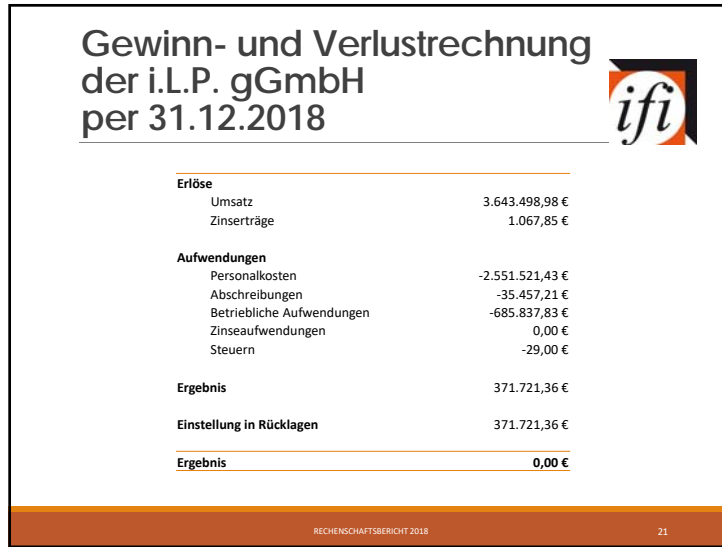 Gewinn- und Verlustrechnung
der i.L.P. gGmbH
per 31.12.2018
ifi
Erlöse
Umsatz 3.643.498,98 €
Zinserträge 1.067,85 €
Aufwendungen
Personalkosten -2.551.521,43 €
Abschreibungen -35.457,21 €
Betriebliche Aufwendungen -685.837,83 €
Zinseaufwendungen 0,00 €
Steuern -29,00 €
Ergebnis 371.721,36 €
Einstellung in Rücklagen 371.721,36 €
Ergebnis 0,00 €
RECHENSCHAFTSBERICHT 2018 21